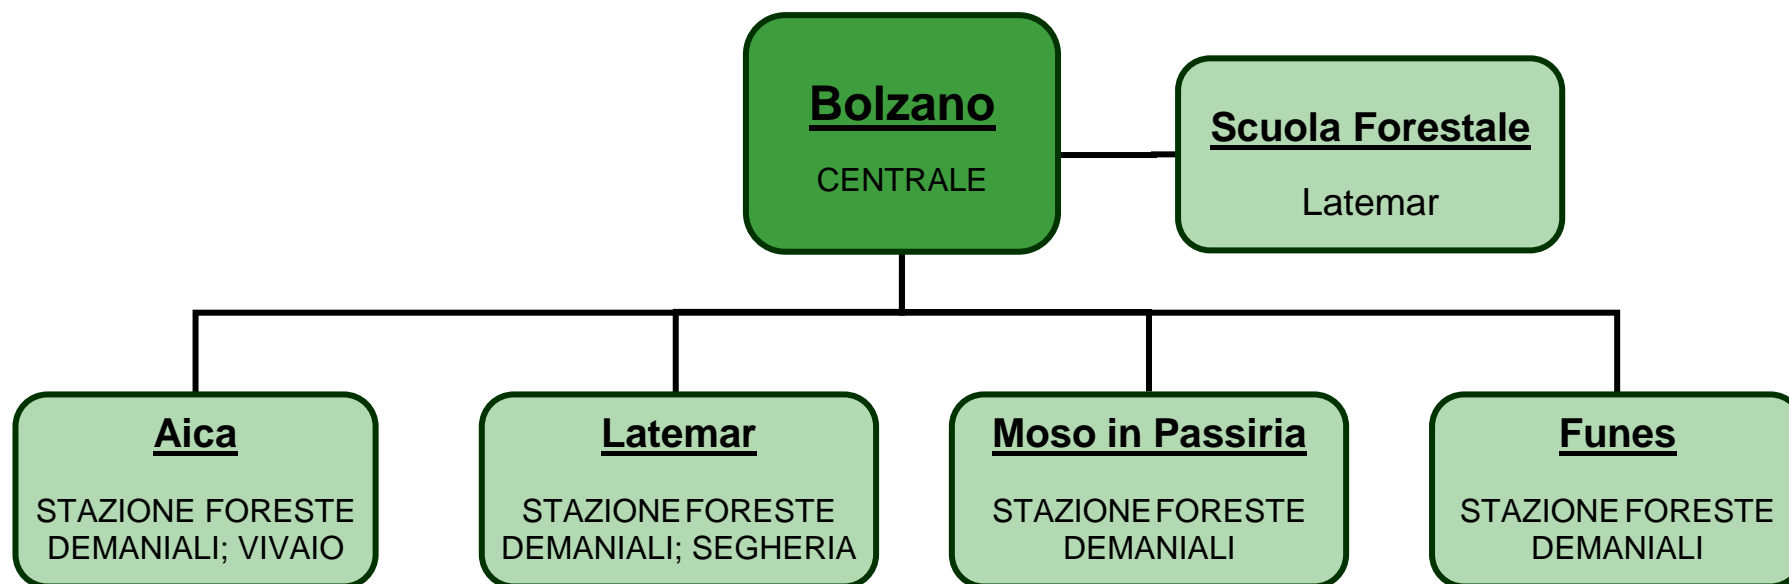 Bolzano
CENTRALE
Scuola Forestale
Latemar
Aica
STAZIONE FORESTE
DEMANIALI; VIVAIO
Latemar
STAZIONE FORESTE
DEMANIALI; SEGHERIA
Moso in Passiria
STAZIONE FORESTE
DEMANIALI
Funes
STAZIONE FORESTE
DEMANIALI